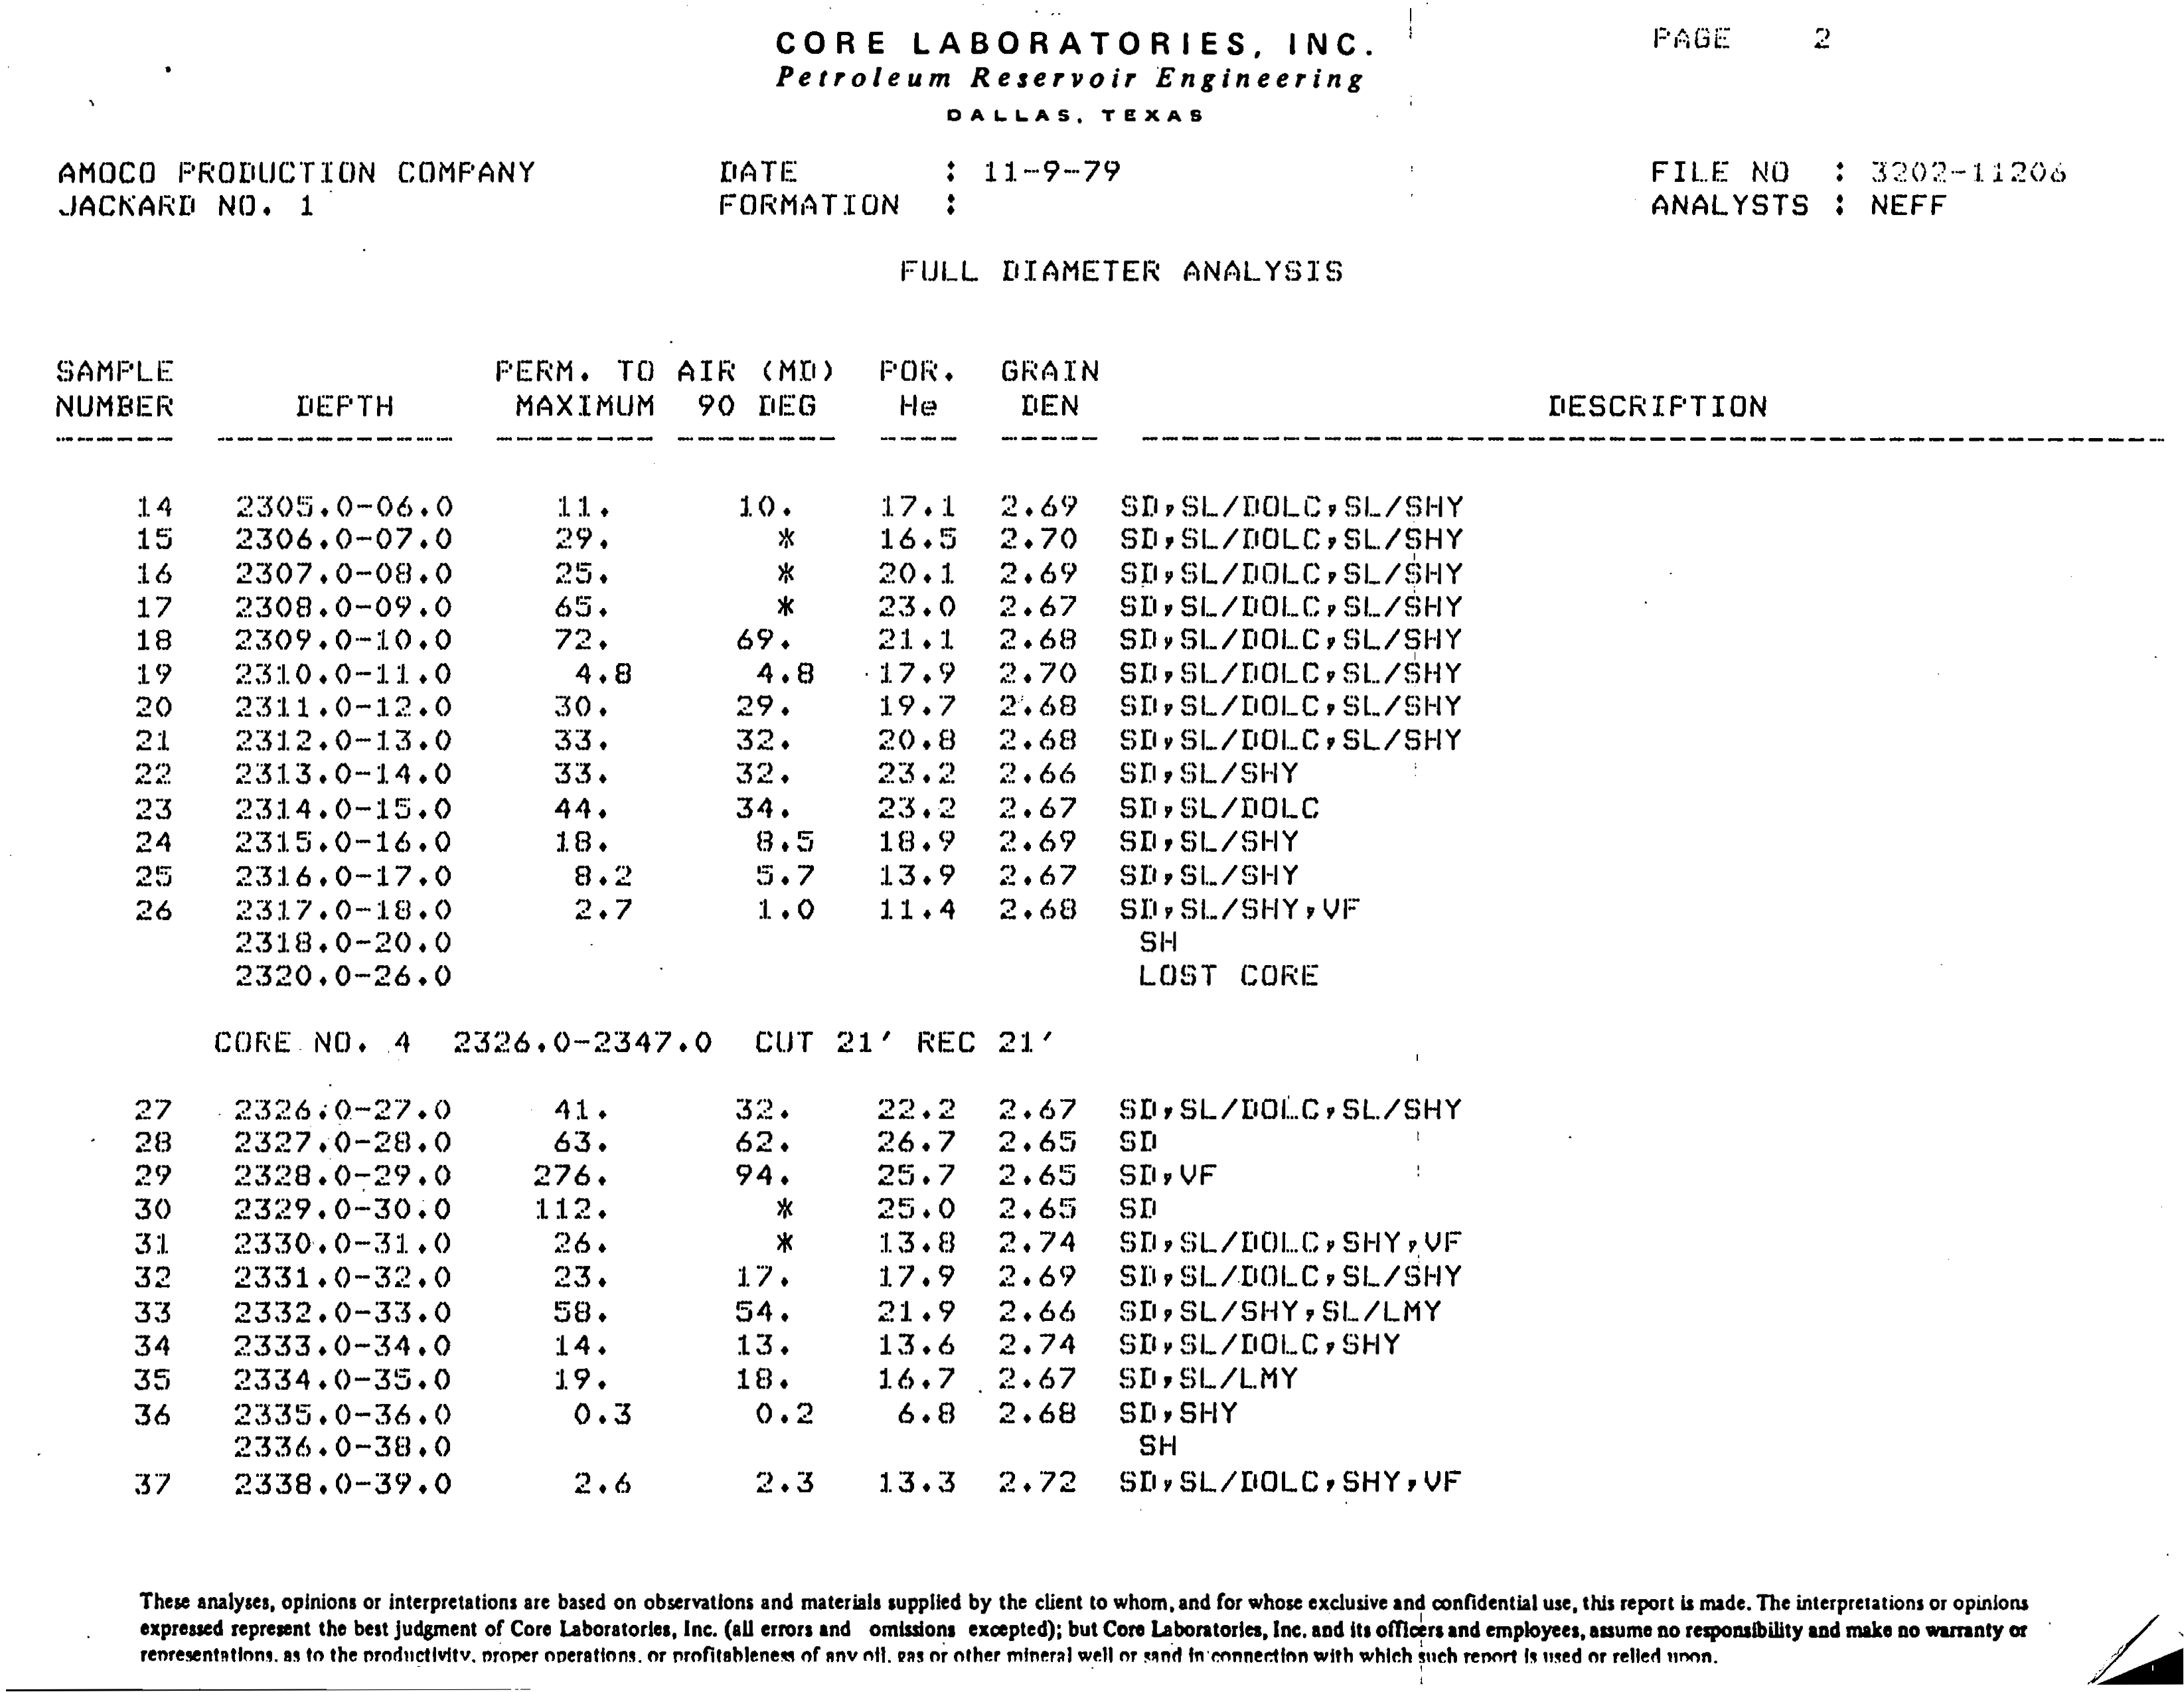 CORE LABORATORIES, INC.
PAGE 2
Petroleum Reservoir Engineering
DALLAS, TEXAS
AMOCO PRODUCTION COMPANY DATE : 11-9-79 FILE NO : 3202-11206
JACKARD NO. 1 FORMATION : ANALYSTS : NEFF
FULL DIAMETER ANALYSIS
SAMPLE PERM. TO AIR (MD) POR. GRAIN
NUMBER DEPTH MAXIMUM 90 DEG He DEN DESCRIPTION
14 2305.0-06.0 11. 10. 17.1 2.69 SD,SL/DOLC,SL/SHY
15 2306.0-07.0 29. * 16.5 2.70 SD,SL/DOLC,SL/SHY
16 2307.0-08.0 25. * 20.1 2.69 SD,SL/DOLC,SL/SHY
17 2308.0-09.0 65. * 23.0 2.67 SD,SL/DOLC,SL/SHY
18 2309.0-10.0 72. 69. 21.1 2.68 SD,SL/DOLC,SL/SHY
19 2310.0-11.0 4.8 4.8 17.9 2.70 SD,SL/DOLC,SL/SHY
20 2311.0-12.0 30. 29. 19.7 2.68 SD,SL/DOLC,SL/SHY
21 2312.0-13.0 33. 32. 20.8 2.68 SD,SL/DOLC,SL/SHY
22 2313.0-14.0 33. 32. 23.2 2.66 SD,SL/SHY
23 2314.0-15.0 44. 34. 23.2 2.67 SD,SL/DOLC
24 2315.0-16.0 18. 8.5 18.9 2.69 SD,SL/SHY
25 2316.0-17.0 8.2 5.7 13.9 2.67 SD,SL/SHY
26 2317.0-18.0 2.7 1.0 11.4 2.68 SD,SL/SHY,VF
2318.0-20.0 SH
2320.0-26.0 LOST CORE
CORE NO. 4 2326.0-2347.0 CUT 21' REC 21'
27 2326.0-27.0 41. 32. 22.2 2.67 SD,SL/DOLC,SL/SHY
28 2327.0-28.0 63. 62. 26.7 2.65 SD
29 2328.0-29.0 276. 94. 25.7 2.65 SD,VF
30 2329.0-30.0 112. * 25.0 2.65 SD
31 2330.0-31.0 26. * 13.8 2.74 SD,SL/DOLC,SHY,VF
32 2331.0-32.0 23. 17. 17.9 2.69 SD,SL/DOLC,SL/SHY
33 2332.0-33.0 58. 54. 21.9 2.66 SD,SL/SHY,SL/LMY
34 2333.0-34.0 14. 13. 13.6 2.74 SD,SL/DOLC,SHY
35 2334.0-35.0 19. 18. 16.7 2.67 SD,SL/LMY
36 2335.0-36.0 0.3 0.2 6.8 2.68 SD,SHY
2336.0-38.0 SH
37 2338.0-39.0 2.6 2.3 13.3 2.72 SD,SL/DOLC,SHY,VF
These analyses, opinions or interpretations are based on observations and materials supplied by the client to whom, and for whose exclusive and confidential use, this report is made. The interpretations or opinions
expressed represent the best judgment of Core Laboratories, Inc. (all errors and omissions excepted); but Core Laboratories, Inc. and its officers and employees, assume no responsibility and make no warranty or
representations, as to the productivity, proper operations, or profitableness of any oil, gas or other mineral well or sand in connection with which such report is used or relied upon.